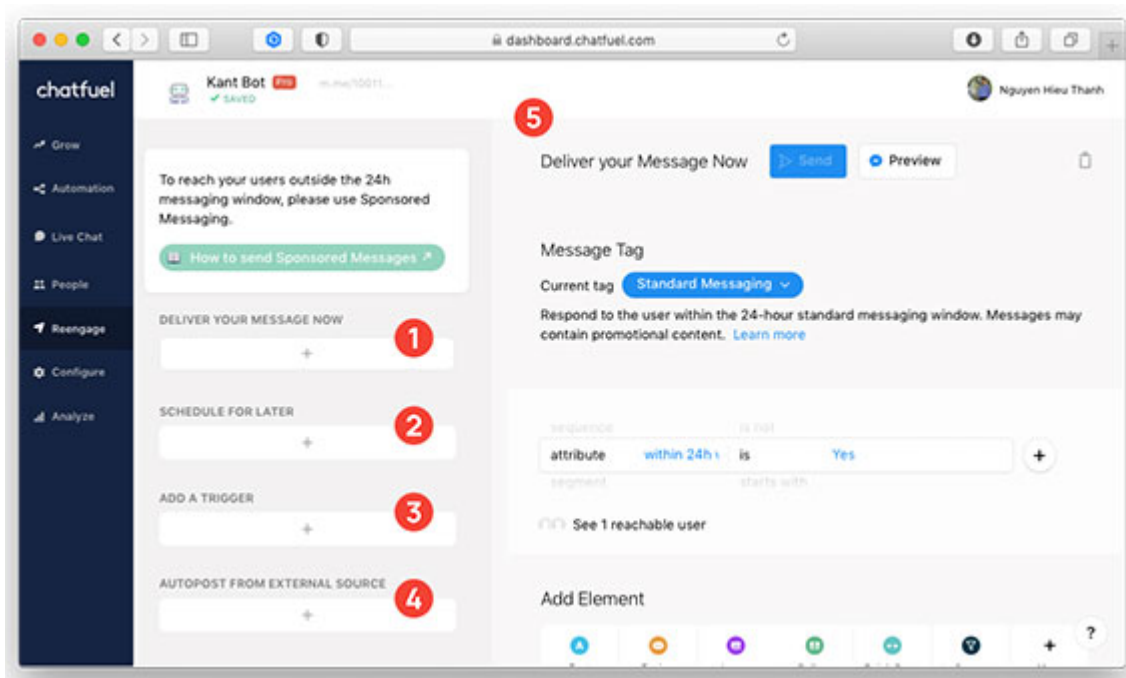 dashboard.chatfuel.com
chatfuel
Kant Bot Pro
SAVED
Nguyen Hieu Thanh
Grow
Automation
Live Chat
People
Reengage
Configure
Analyze
To reach your users outside the 24h
messaging window, please use Sponsored
Messaging.
How to send Sponsored Messages ↗
DELIVER YOUR MESSAGE NOW
1
+
SCHEDULE FOR LATER
2
+
ADD A TRIGGER
3
+
AUTOPOST FROM EXTERNAL SOURCE
4
+
5
Deliver your Message Now
Send
Preview
Message Tag
Current tag Standard Messaging
Respond to the user within the 24-hour standard messaging window. Messages may
contain promotional content. Learn more
sequence is not
attribute within 24h is Yes +
segment starts with...
See 1 reachable user
Add Element
?
+